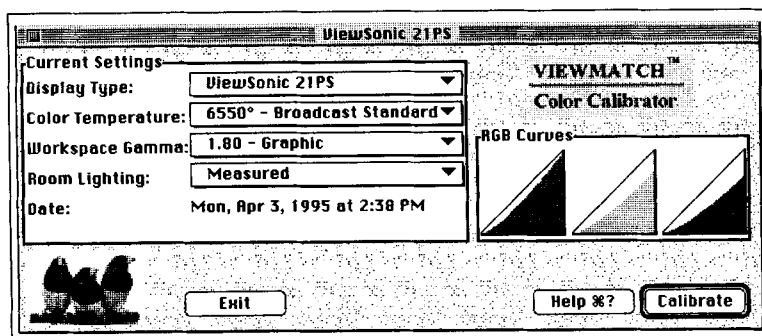 ViewSonic 21PS
Current Settings
Display Type: ViewSonic 21PS
Color Temperature: 6550° - Broadcast Standard
Workspace Gamma: 1.80 - Graphic
Room Lighting: Measured
Date: Mon, Apr 3, 1995 at 2:38 PM
VIEWMATCH™
Color Calibrator
RGB Curves
Exit
Help ⌘?
Calibrate